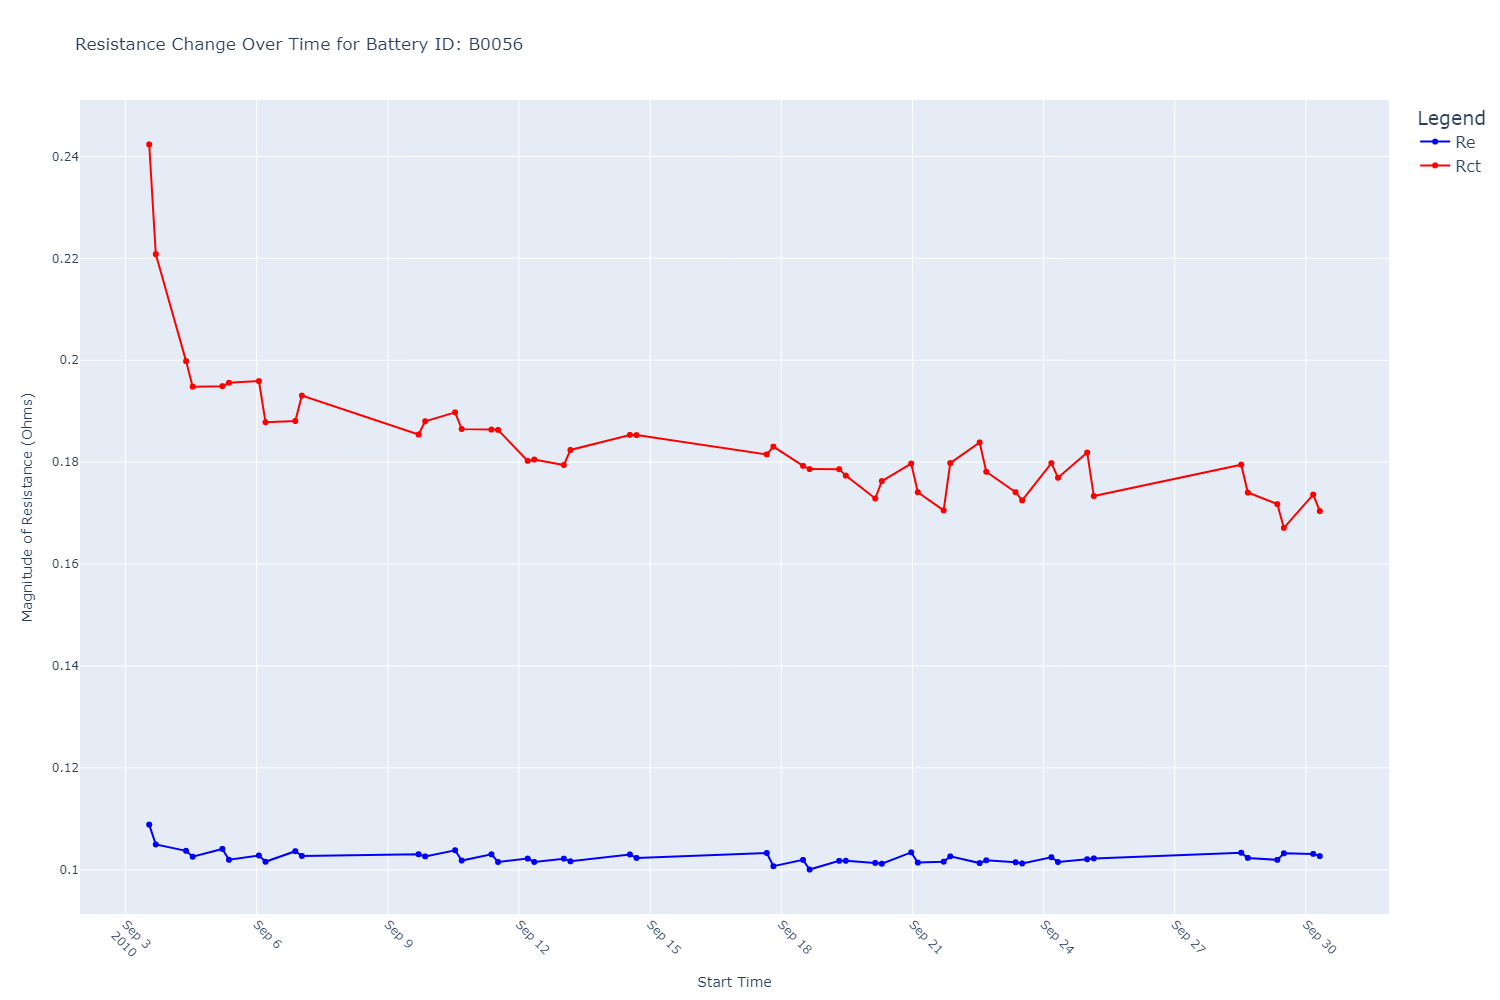 Resistance Change Over Time for Battery ID: B0056
Legend
Re
Rct
Magnitude of Resistance (Ohms)
0.24
0.22
0.2
0.18
0.16
0.14
0.12
0.1
Sep 3
2010
Sep 6
Sep 9
Sep 12
Sep 15
Sep 18
Sep 21
Sep 24
Sep 27
Sep 30
Start Time